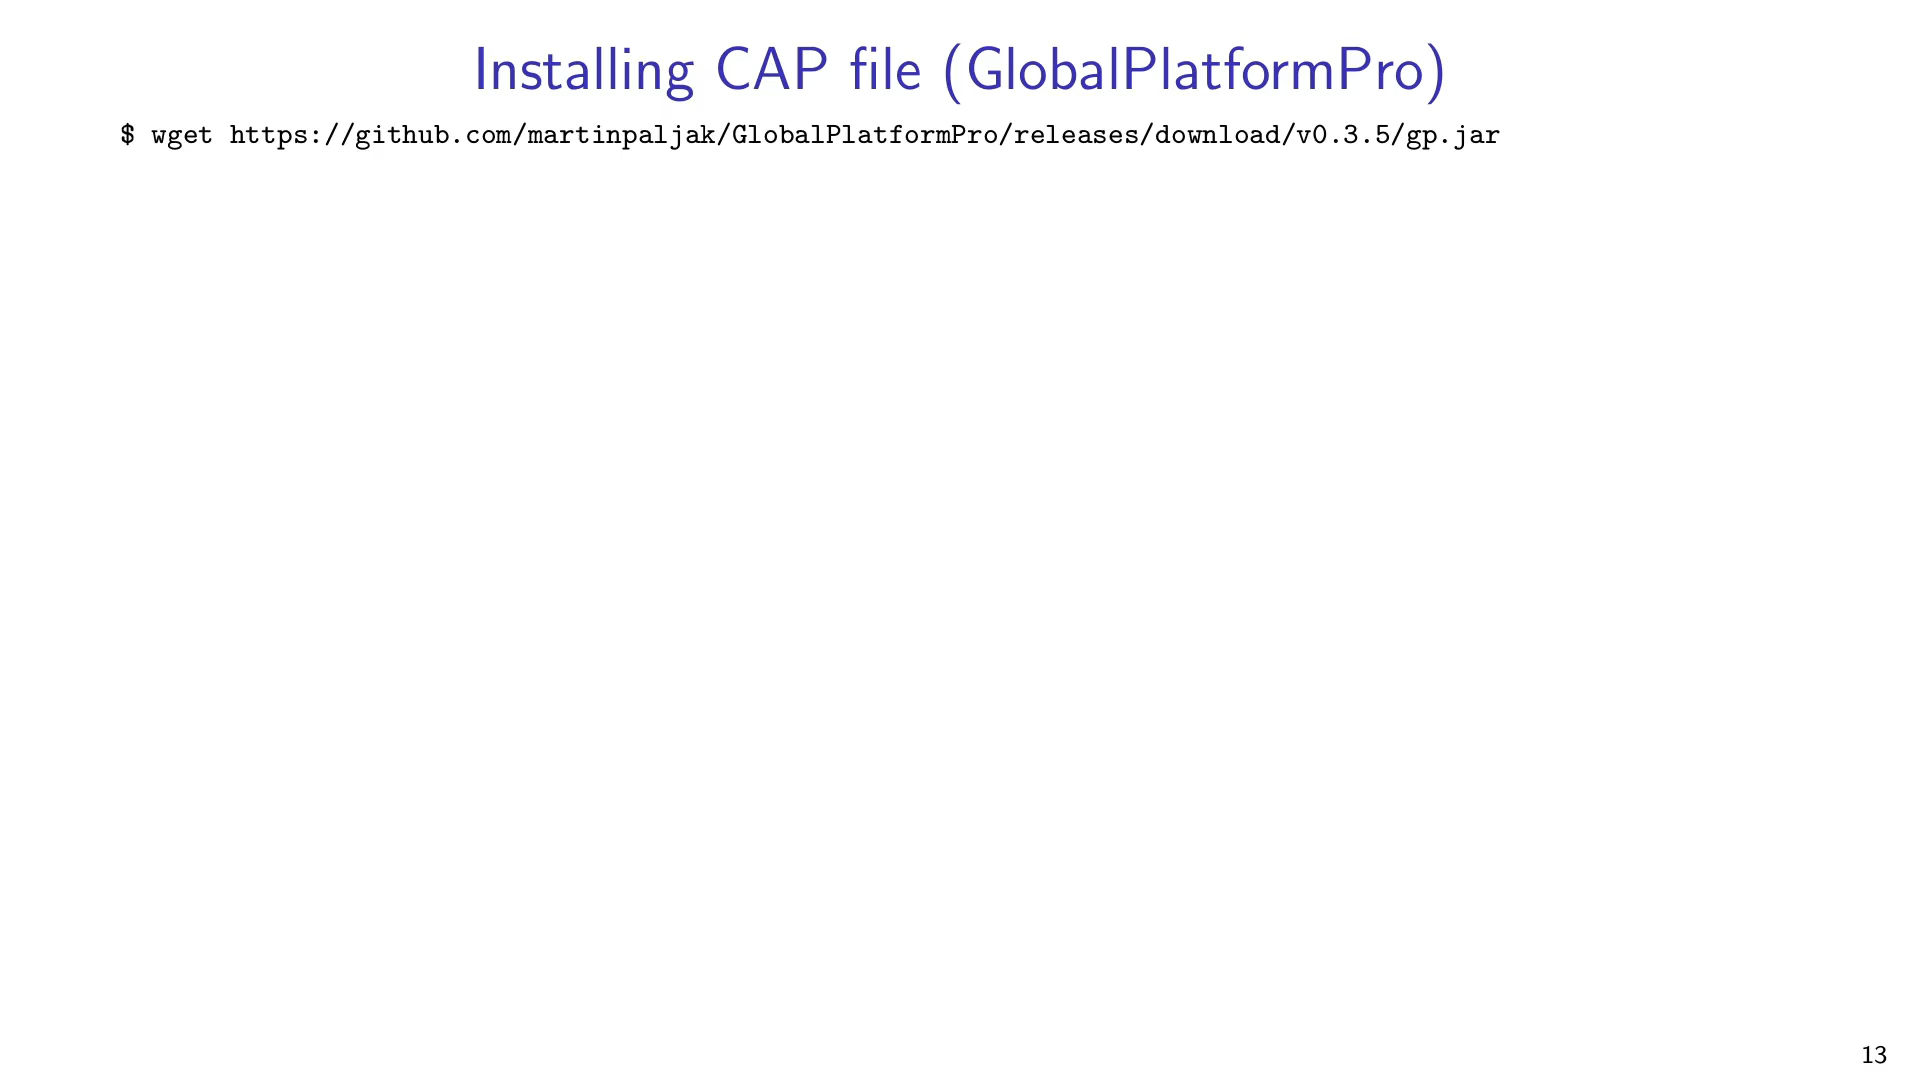 Installing CAP file (GlobalPlatformPro)
$ wget https://github.com/martinpaljak/GlobalPlatformPro/releases/download/v0.3.5/gp.jar
13